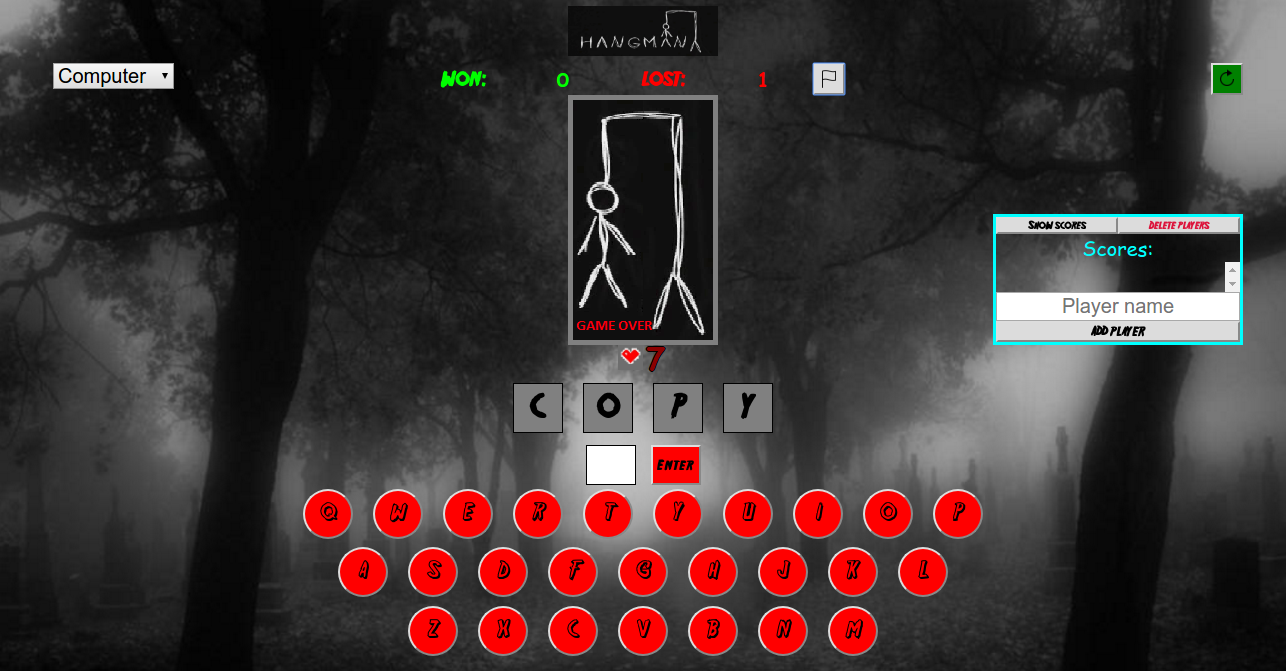 HANGMAN
Computer
WON: 0 LOST: 1
SHOW SCORES DELETE PLAYERS
Scores:
Player name
ADD PLAYER
GAME OVER
7
C O P Y
ENTER
Q W E R T Y U I O P
A S D F G H J K L
Z X C V B N M